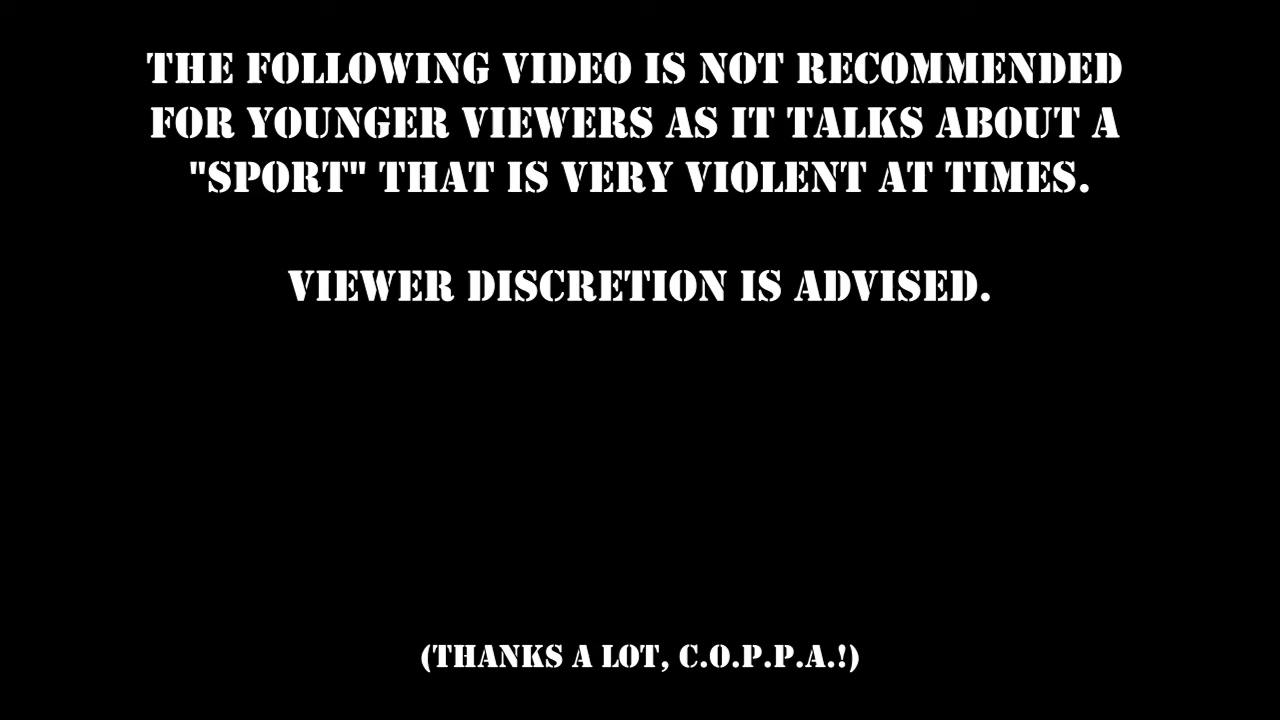 THE FOLLOWING VIDEO IS NOT RECOMMENDED
FOR YOUNGER VIEWERS AS IT TALKS ABOUT A
"SPORT" THAT IS VERY VIOLENT AT TIMES.
VIEWER DISCRETION IS ADVISED.
(THANKS A LOT, C.O.P.P.A.!)